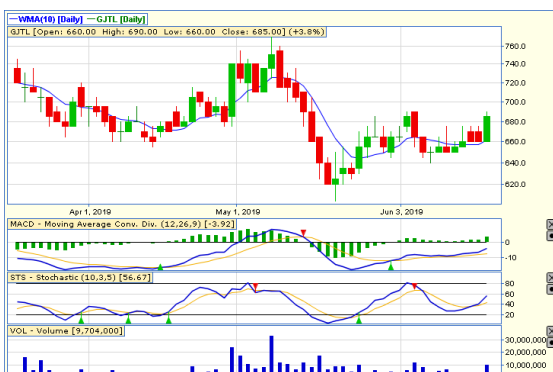 WMA(10) [Daily] GJTL [Daily]
GJTL [Open: 660.00 High: 690.00 Low: 660.00 Close: 685.00] (+3.8%)
760.0
740.0
720.0
700.0
680.0
660.0
640.0
620.0
Apr 1, 2019 May 1, 2019 Jun 3, 2019
MACD - Moving Average Conv. Div. (12,26,9) [-3.92]
0
-10
STS - Stochastic (10,3,5) [56.67]
80
60
40
20
VOL - Volume [9,704,000]
30,000,000
20,000,000
10,000,000